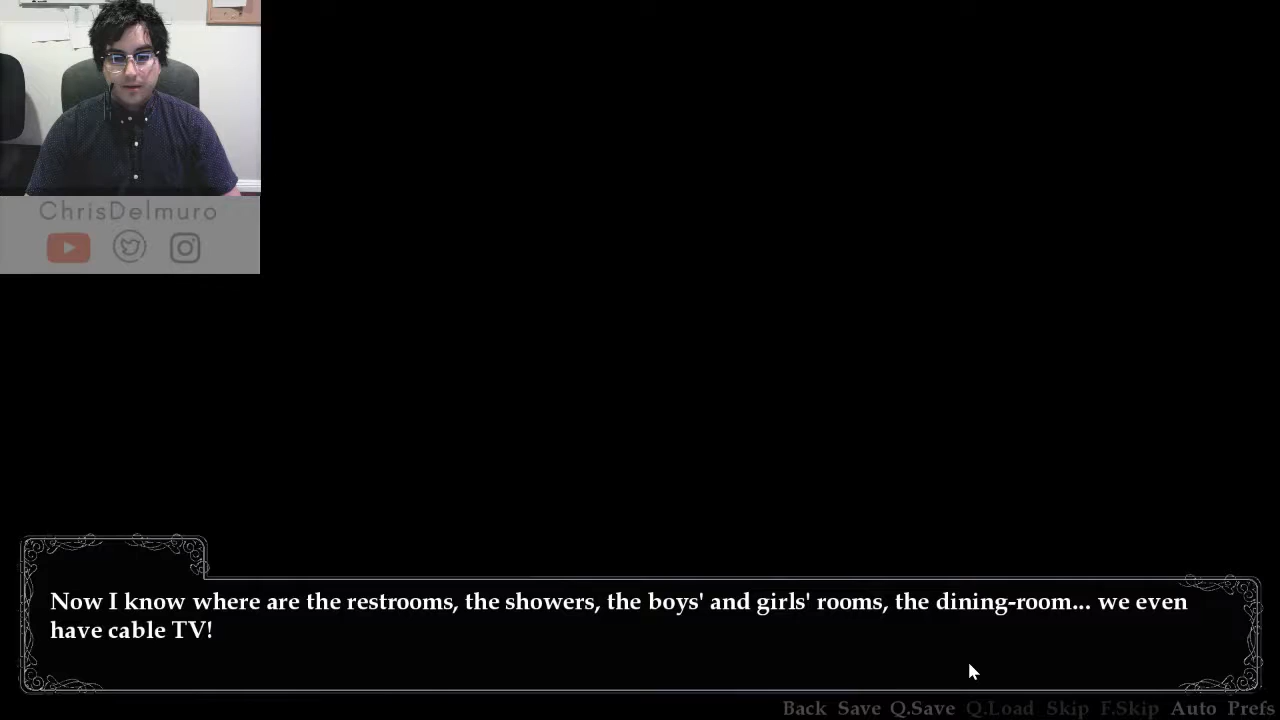 ChrisDelmuro
Now I know where are the restrooms, the showers, the boys' and girls' rooms, the dining-room... we even
have cable TV!
Back Save Q.Save Q.Load Skip F.Skip Auto Prefs